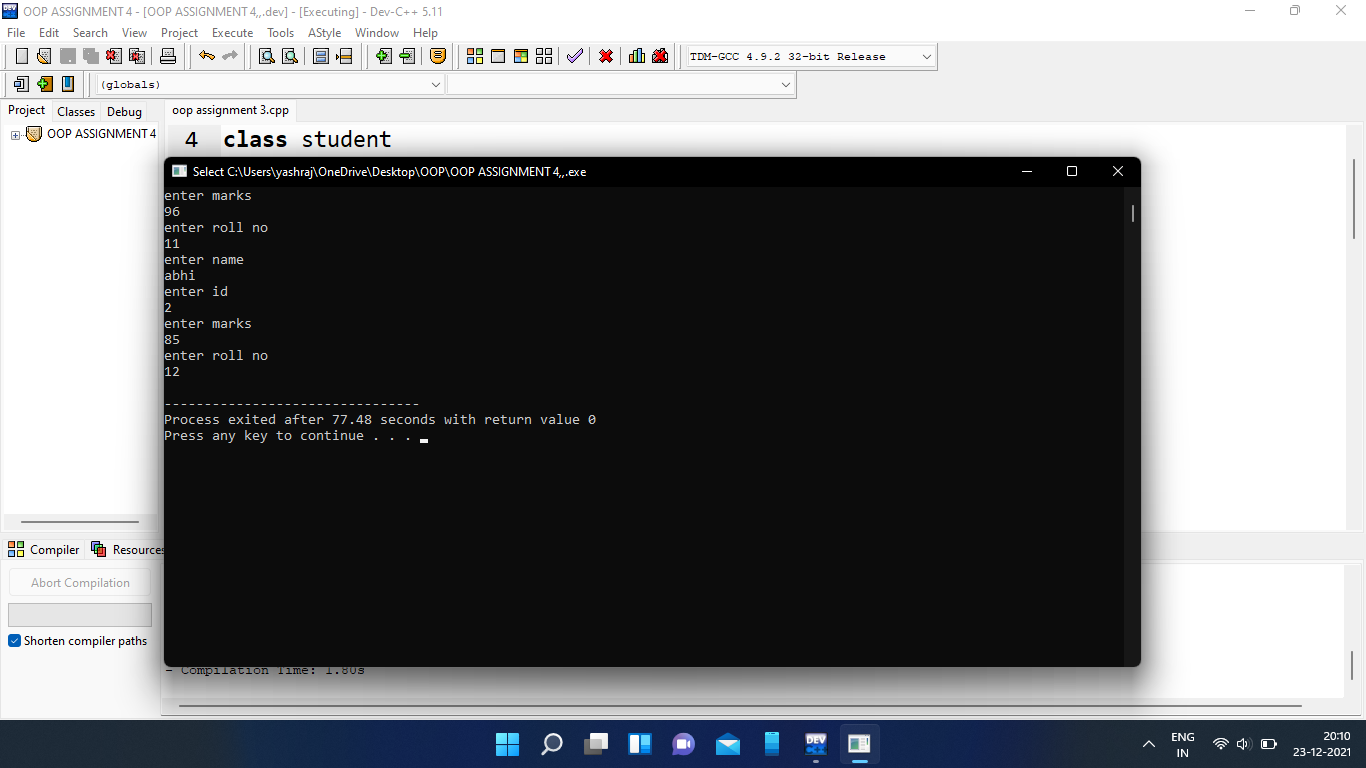 OOP ASSIGNMENT 4 - [OOP ASSIGNMENT 4,,.dev] - [Executing] - Dev-C++ 5.11
File Edit Search View Project Execute Tools AStyle Window Help
TDM-GCC 4.9.2 32-bit Release
(globals)
Project Classes Debug
oop assignment 3.cpp
OOP ASSIGNMENT 4
4 class student
Select C:\Users\yashraj\OneDrive\Desktop\OOP\OOP ASSIGNMENT 4,,.exe
enter marks
96
enter roll no
11
enter name
abhi
enter id
2
enter marks
85
enter roll no
12
--------------------------------
Process exited after 77.48 seconds with return value 0
Press any key to continue . . .
Compiler Resources
Abort Compilation
Shorten compiler paths
- Compilation Time: 1.80s
DEV
ENG
IN
20:10
23-12-2021